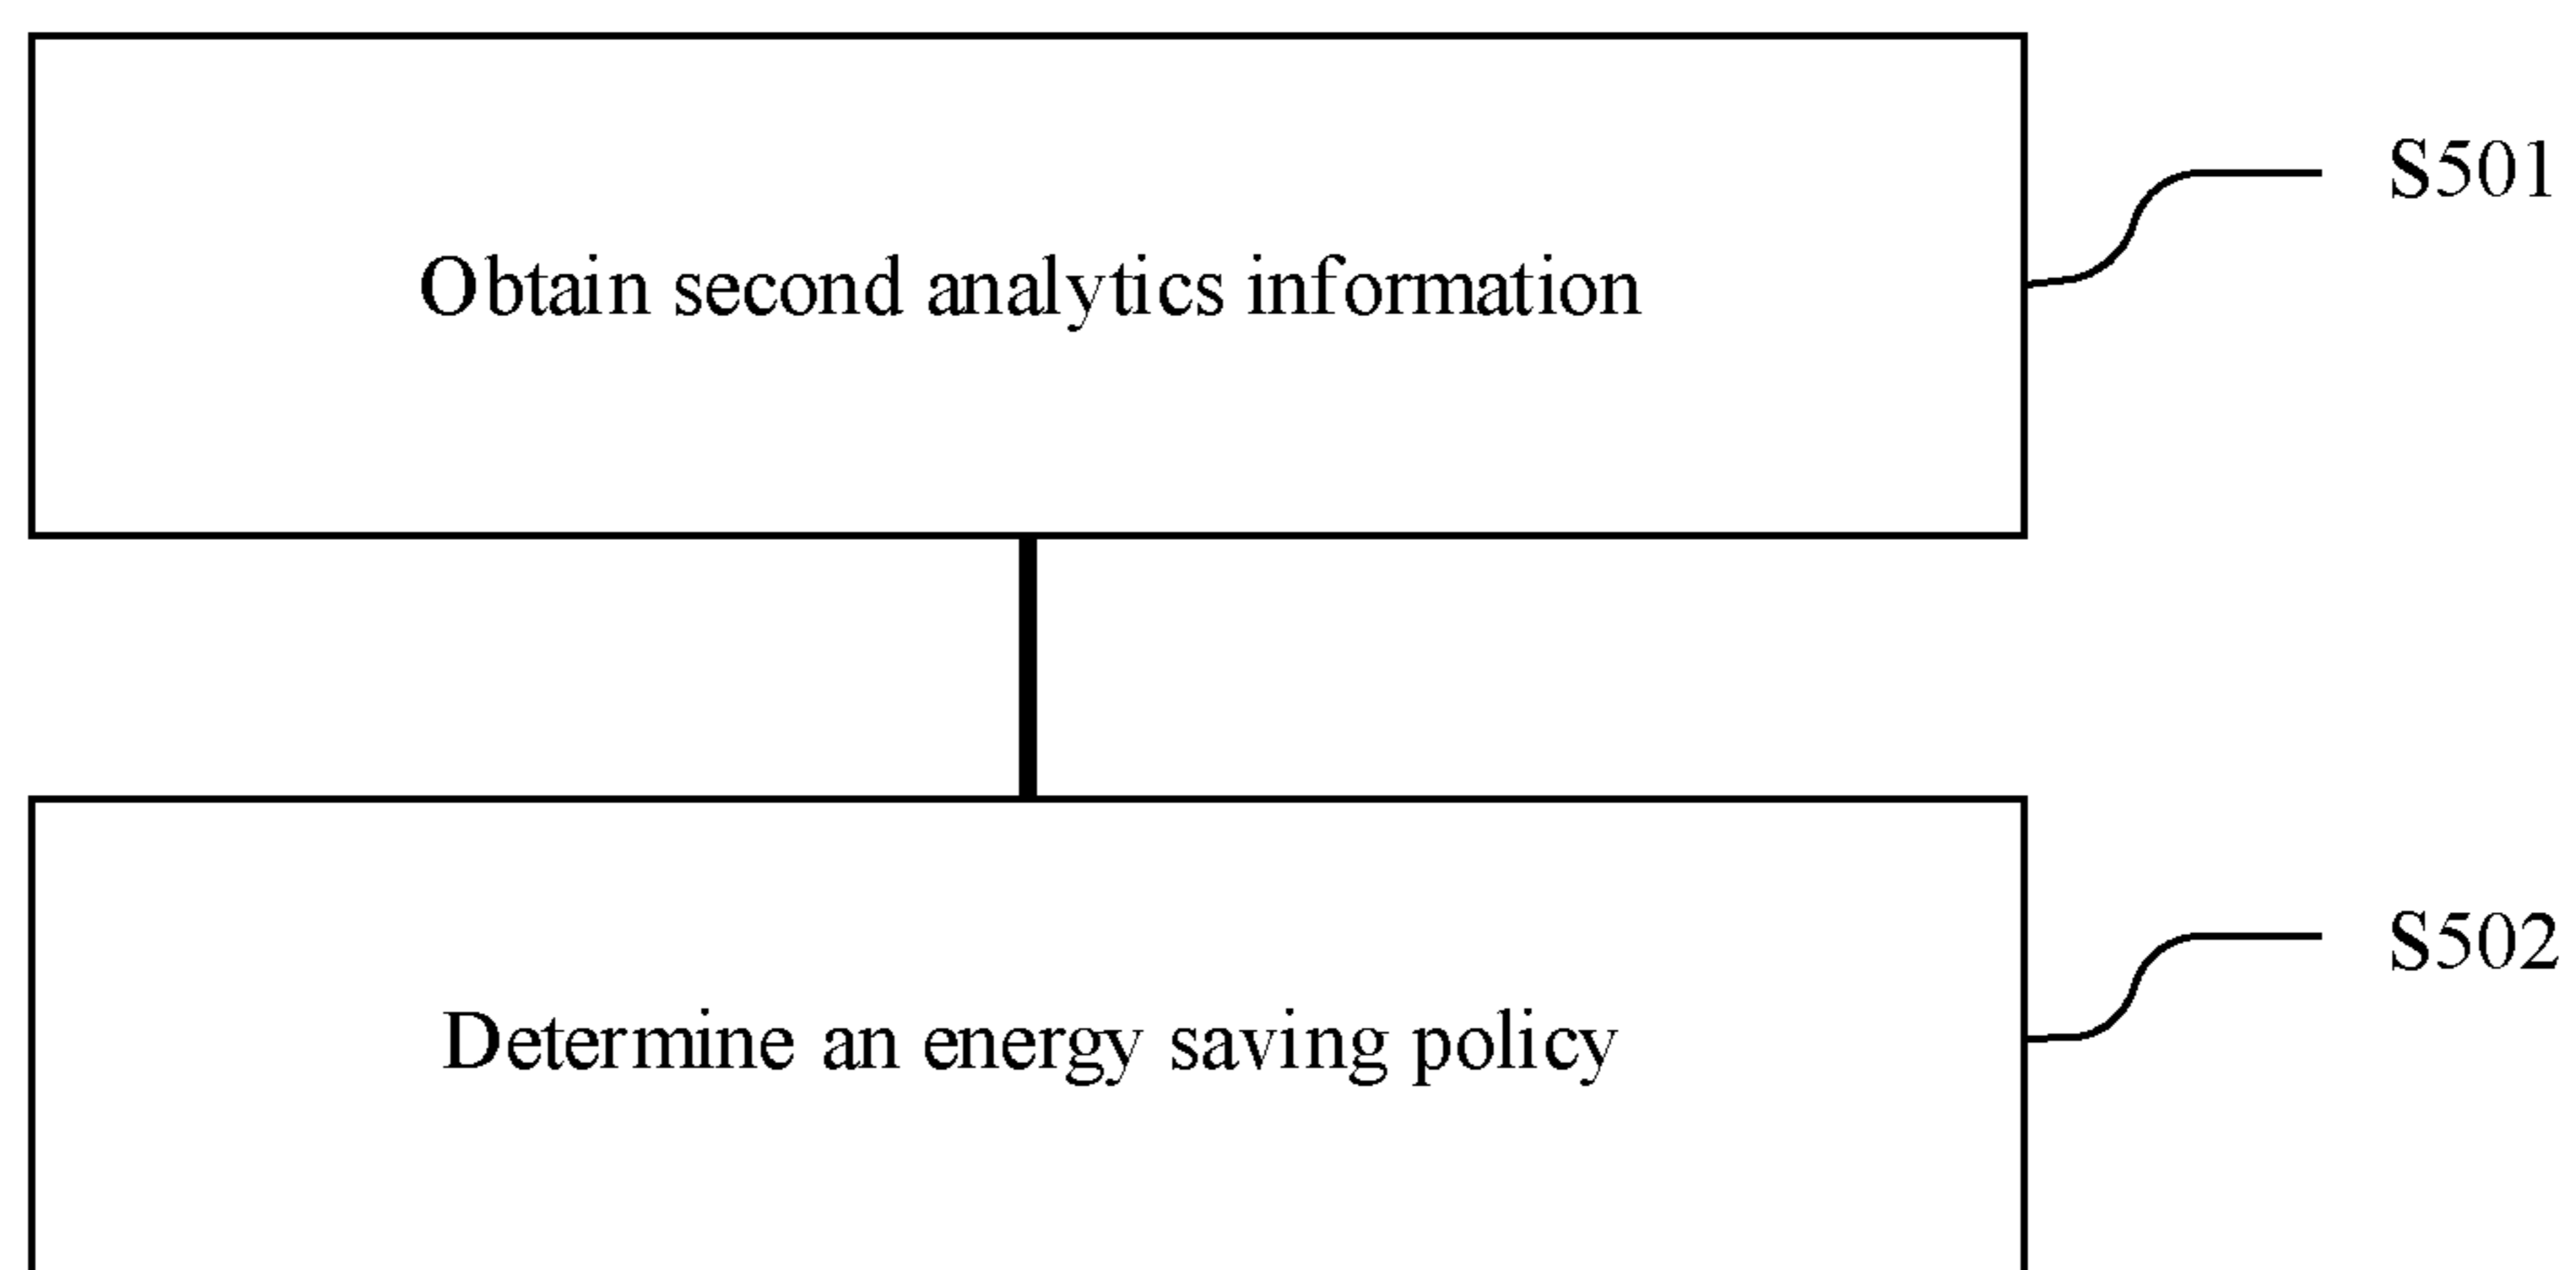 S501
Obtain second analytics information
S502
Determine an energy saving policy